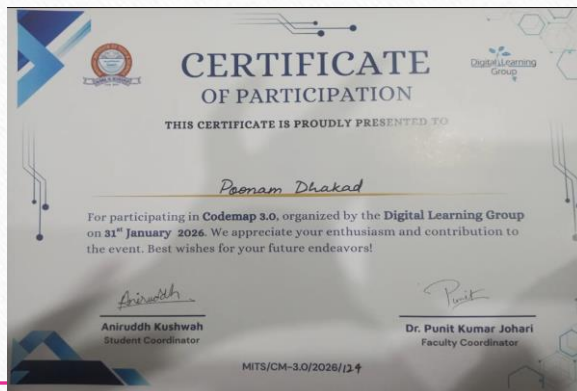 CERTIFICATE
OF PARTICIPATION
Digital Learning
Group
THIS CERTIFICATE IS PROUDLY PRESENTED TO
Poonam Dhakad
For participating in Codemap 3.0, organized by the Digital Learning Group
on 31st January 2026. We appreciate your enthusiasm and contribution to
the event. Best wishes for your future endeavors!
Aniruddh
Punit
Aniruddh Kushwah
Student Coordinator
Dr. Punit Kumar Johari
Faculty Coordinator
MITS/CM-3.0/2026/124